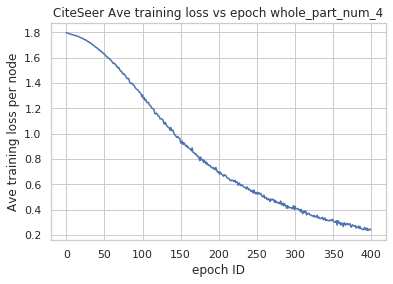 CiteSeer Ave training loss vs epoch whole_part_num_4
Ave training loss per node
1.8
1.6
1.4
1.2
1.0
0.8
0.6
0.4
0.2
0 50 100 150 200 250 300 350 400
epoch ID